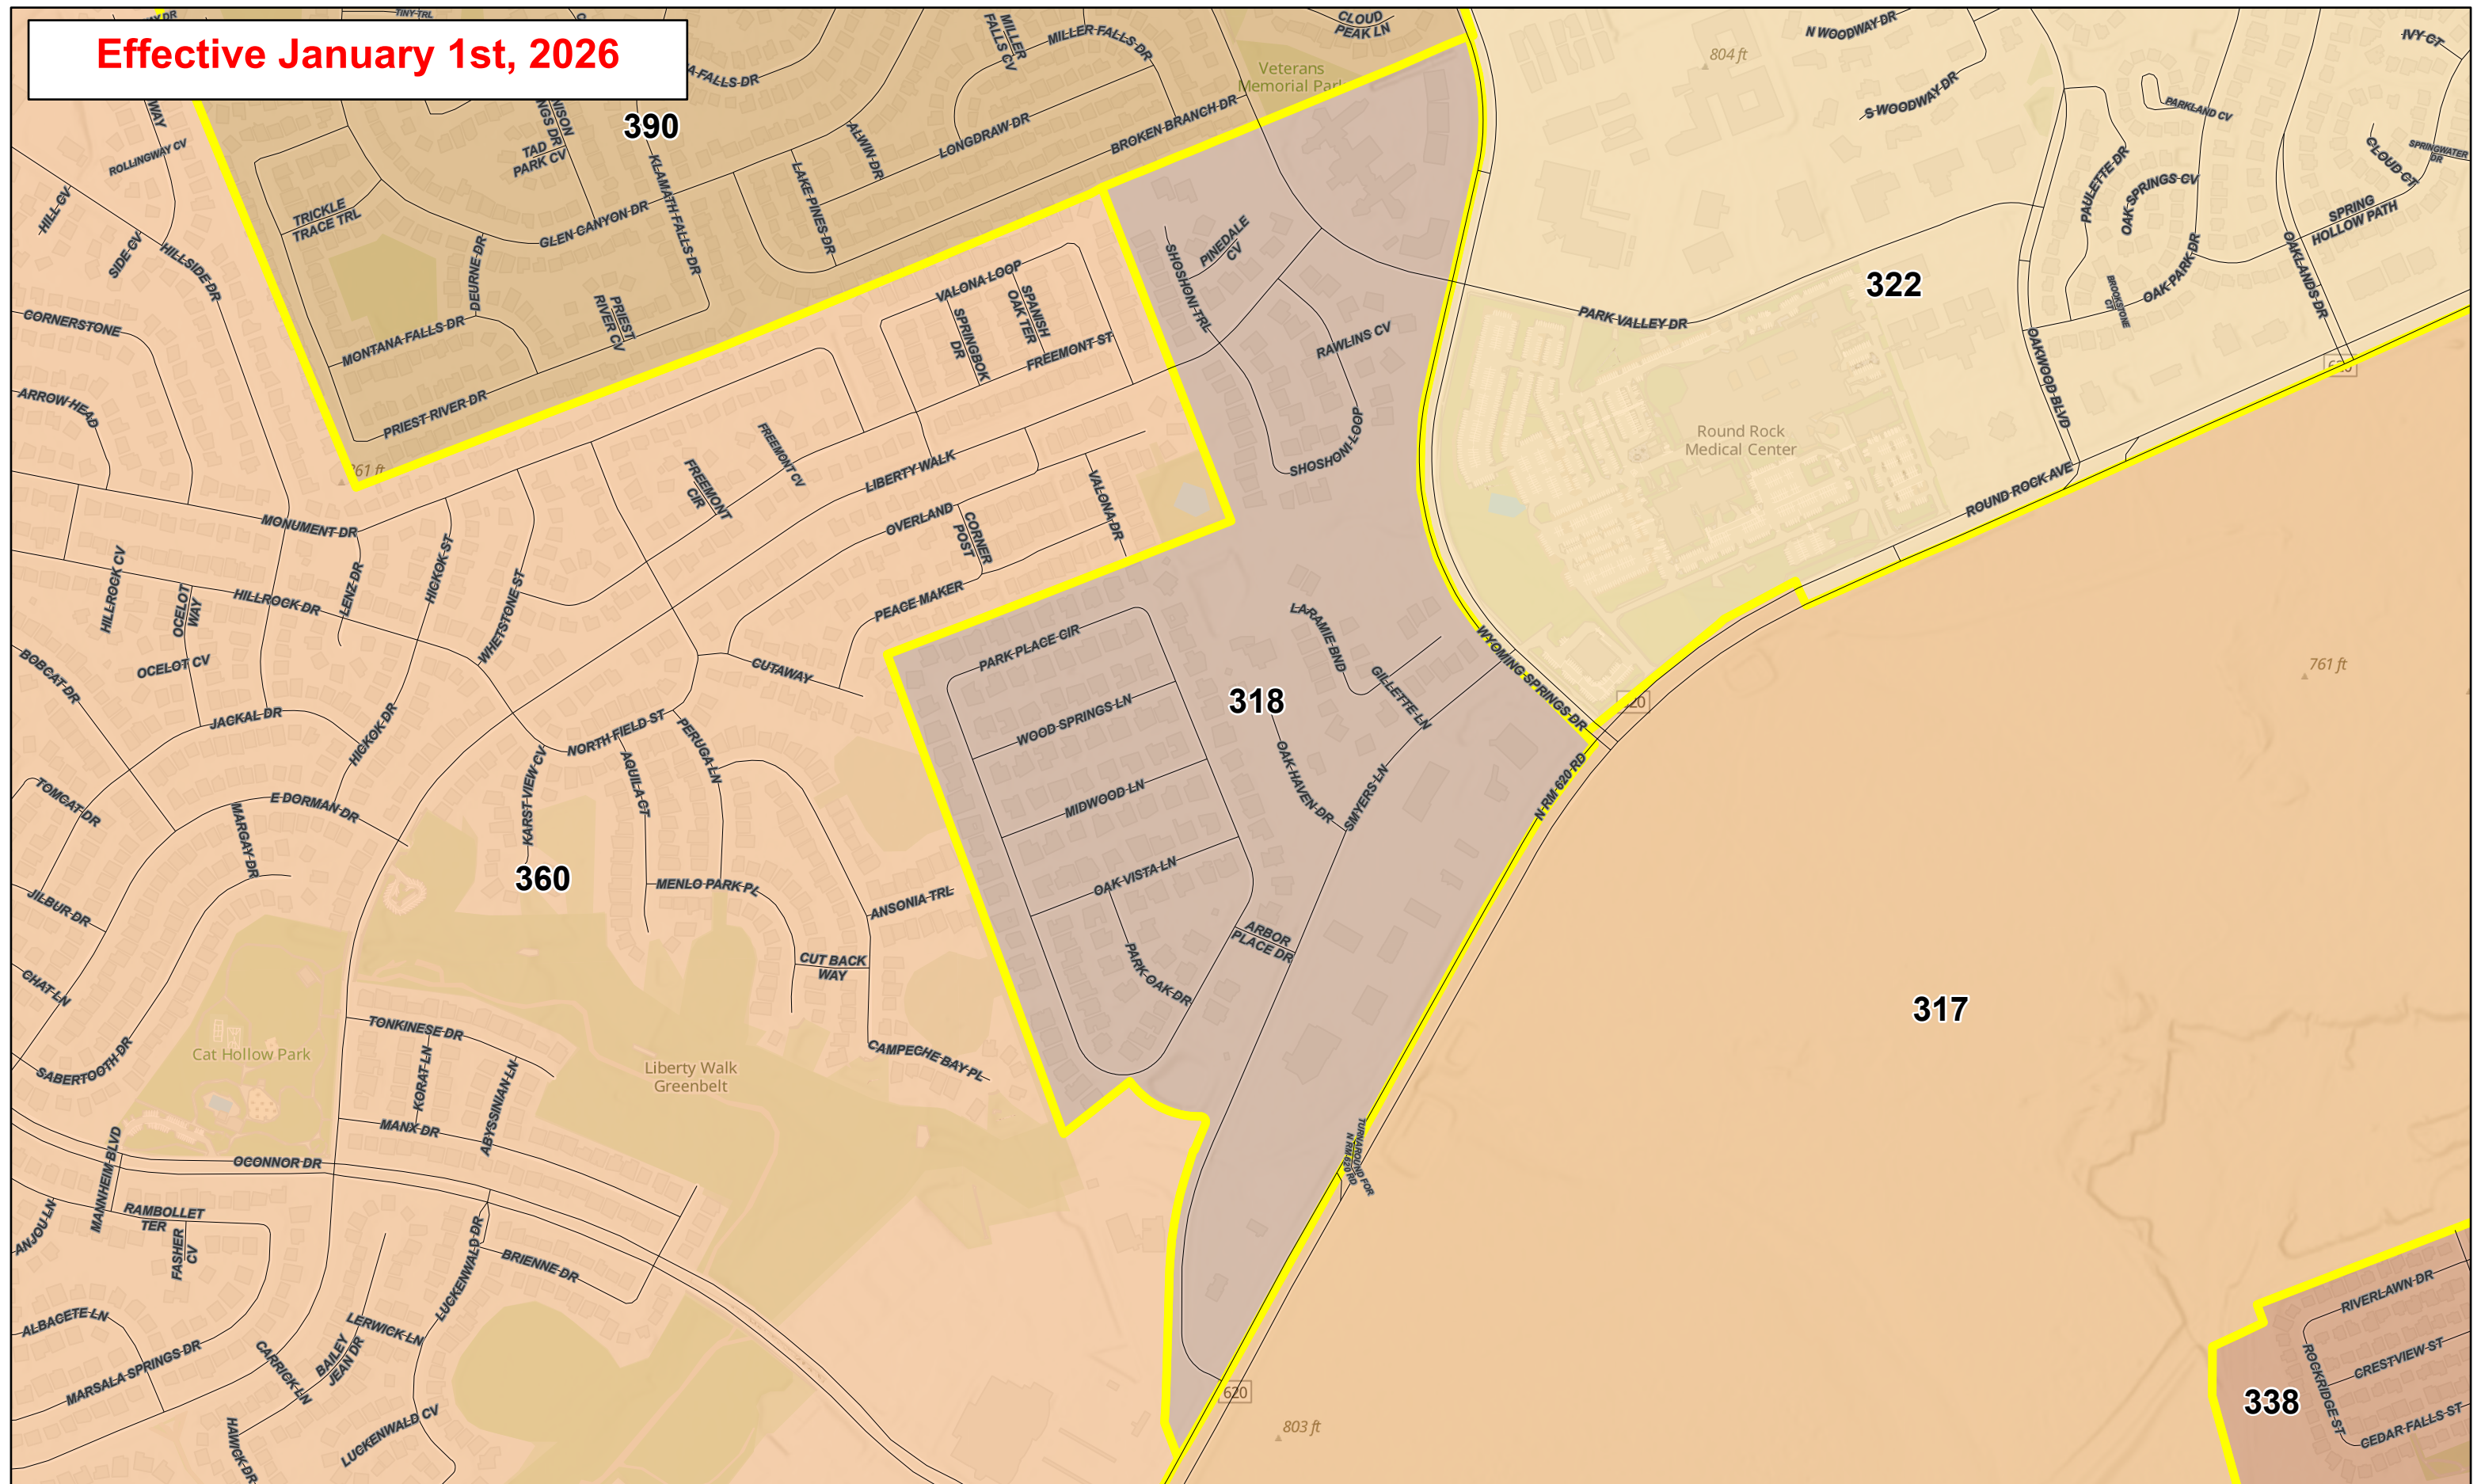 Effective January 1st, 2026
TINY TRL
CLOUD
PEAK LN
MILLER
FALLS CV
MILLER FALLS DR
N WOODWAY DR
IVY CT
804 ft
Veterans
Memorial Park
S WOODWAY DR
PARKLAND CV
390
ROLLINGWAY CV
TAD
PARK CV
ALWIN DR
LONGDRAW DR
BROKEN BRANCH DR
KLAMATH FALLS DR
LAKE PINES DR
PAULETTE DR
OAK SPRINGS CV
CLOUD CT
SPRINGWATER
DR
SPRING
HOLLOW PATH
HILL CV
SIDE CV
HILLSIDE DR
TRICKLE
TRACE TRL
GLEN CANYON DR
DEURNE DR
PRIEST
RIVER CV
MONTANA FALLS DR
PRIEST RIVER DR
CORNERSTONE
ARROW HEAD
VALONA LOOP
SPANISH
OAK TER
SPRINGBOK
DR
FREEMONT ST
SHOSHONI TRL
PINEDALE
CV
RAWLINS CV
SHOSHONI LOOP
PARK VALLEY DR
322
OAK PARK DR
BROOKSTONE
CT
OAKLANDS DR
OAKWOOD BLVD
Round Rock
Medical Center
ROUND ROCK AVE
FREEMONT
CIR
FREEMONT CV
LIBERTY WALK
OVERLAND
CORNER
POST
VALONA DR
PEACE MAKER
CUTAWAY
MONUMENT DR
HILLROCK CV
OCELOT
WAY
OCELOT CV
HILLROCK DR
LENZ DR
HICKOK ST
WHETSTONE ST
BOBCAT DR
JACKAL DR
HICKOK DR
PARK PLACE CIR
WOOD SPRINGS LN
MIDWOOD LN
OAK VISTA LN
PARK OAK DR
ARBOR
PLACE DR
318
LARAMIE BND
GILLETTE LN
OAK HAVEN DR
SMYERS LN
WYOMING SPRINGS DR
N RM 620 RD
761 ft
NORTH FIELD ST
PERUGA LN
KARST VIEW CV
AQUILA CT
TOMCAT DR
E DORMAN DR
MARGAY DR
360
MENLO PARK PL
ANSONIA TRL
CUT BACK
WAY
JILBUR DR
CHAT LN
SABERTOOTH DR
Cat Hollow Park
TONKINESE DR
KORAT LN
ABYSSINIAN LN
MANX DR
Liberty Walk
Greenbelt
CAMPECHE BAY PL
317
TURNAROUND FOR
N RM 620 RD
OCONNOR DR
MANNHEIM BLVD
ANJOU LN
RAMBOLLET
TER
FASHER
CV
LUCKENWALD DR
BRIENNE DR
ALBACETE LN
MARSALA SPRINGS DR
CARRICK LN
BAILEY
JEAN DR
LERWICK LN
LUCKENWALD CV
HAWICK DR
620
803 ft
338
RIVERLAWN DR
CRESTVIEW ST
ROCKRIDGE ST
CEDAR FALLS ST